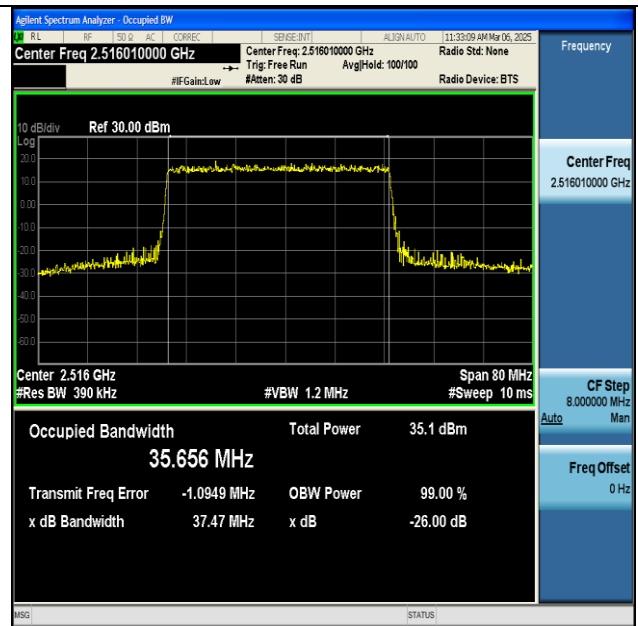 Agilent Spectrum Analyzer - Occupied BW
RL RF 50 Ω AC CORREC SENSE:INT ALIGN AUTO 11:33:09 AM Mar 06, 2025
Center Freq 2.516010000 GHz
Center Freq: 2.516010000 GHz
Radio Std: None
Trig: Free Run Avg|Hold: 100/100
#IFGain:Low
#Atten: 30 dB
Radio Device: BTS
Frequency
10 dB/div Ref 30.00 dBm
Log
20.0
10.0
0.00
-10.0
-20.0
-30.0
-40.0
-50.0
-60.0
Center 2.516 GHz Span 80 MHz
#Res BW 390 kHz #VBW 1.2 MHz #Sweep 10 ms
Occupied Bandwidth
35.656 MHz
Total Power 35.1 dBm
Transmit Freq Error -1.0949 MHz OBW Power 99.00 %
x dB Bandwidth 37.47 MHz x dB -26.00 dB
Center Freq
2.516010000 GHz
CF Step
8.000000 MHz
Auto Man
Freq Offset
0 Hz
MSG STATUS